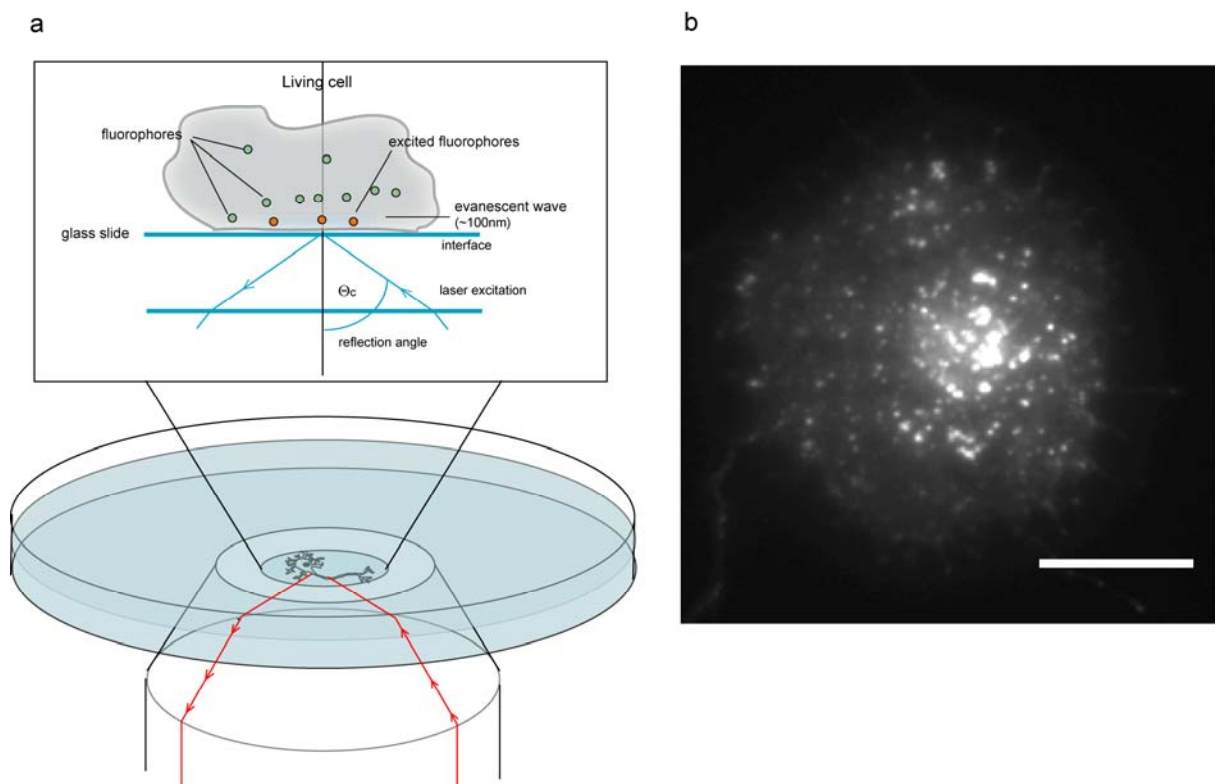 a
Living cell
fluorophores
excited fluorophores
evanescent wave
(~100nm)
glass slide
interface
Θc
laser excitation
reflection angle
b